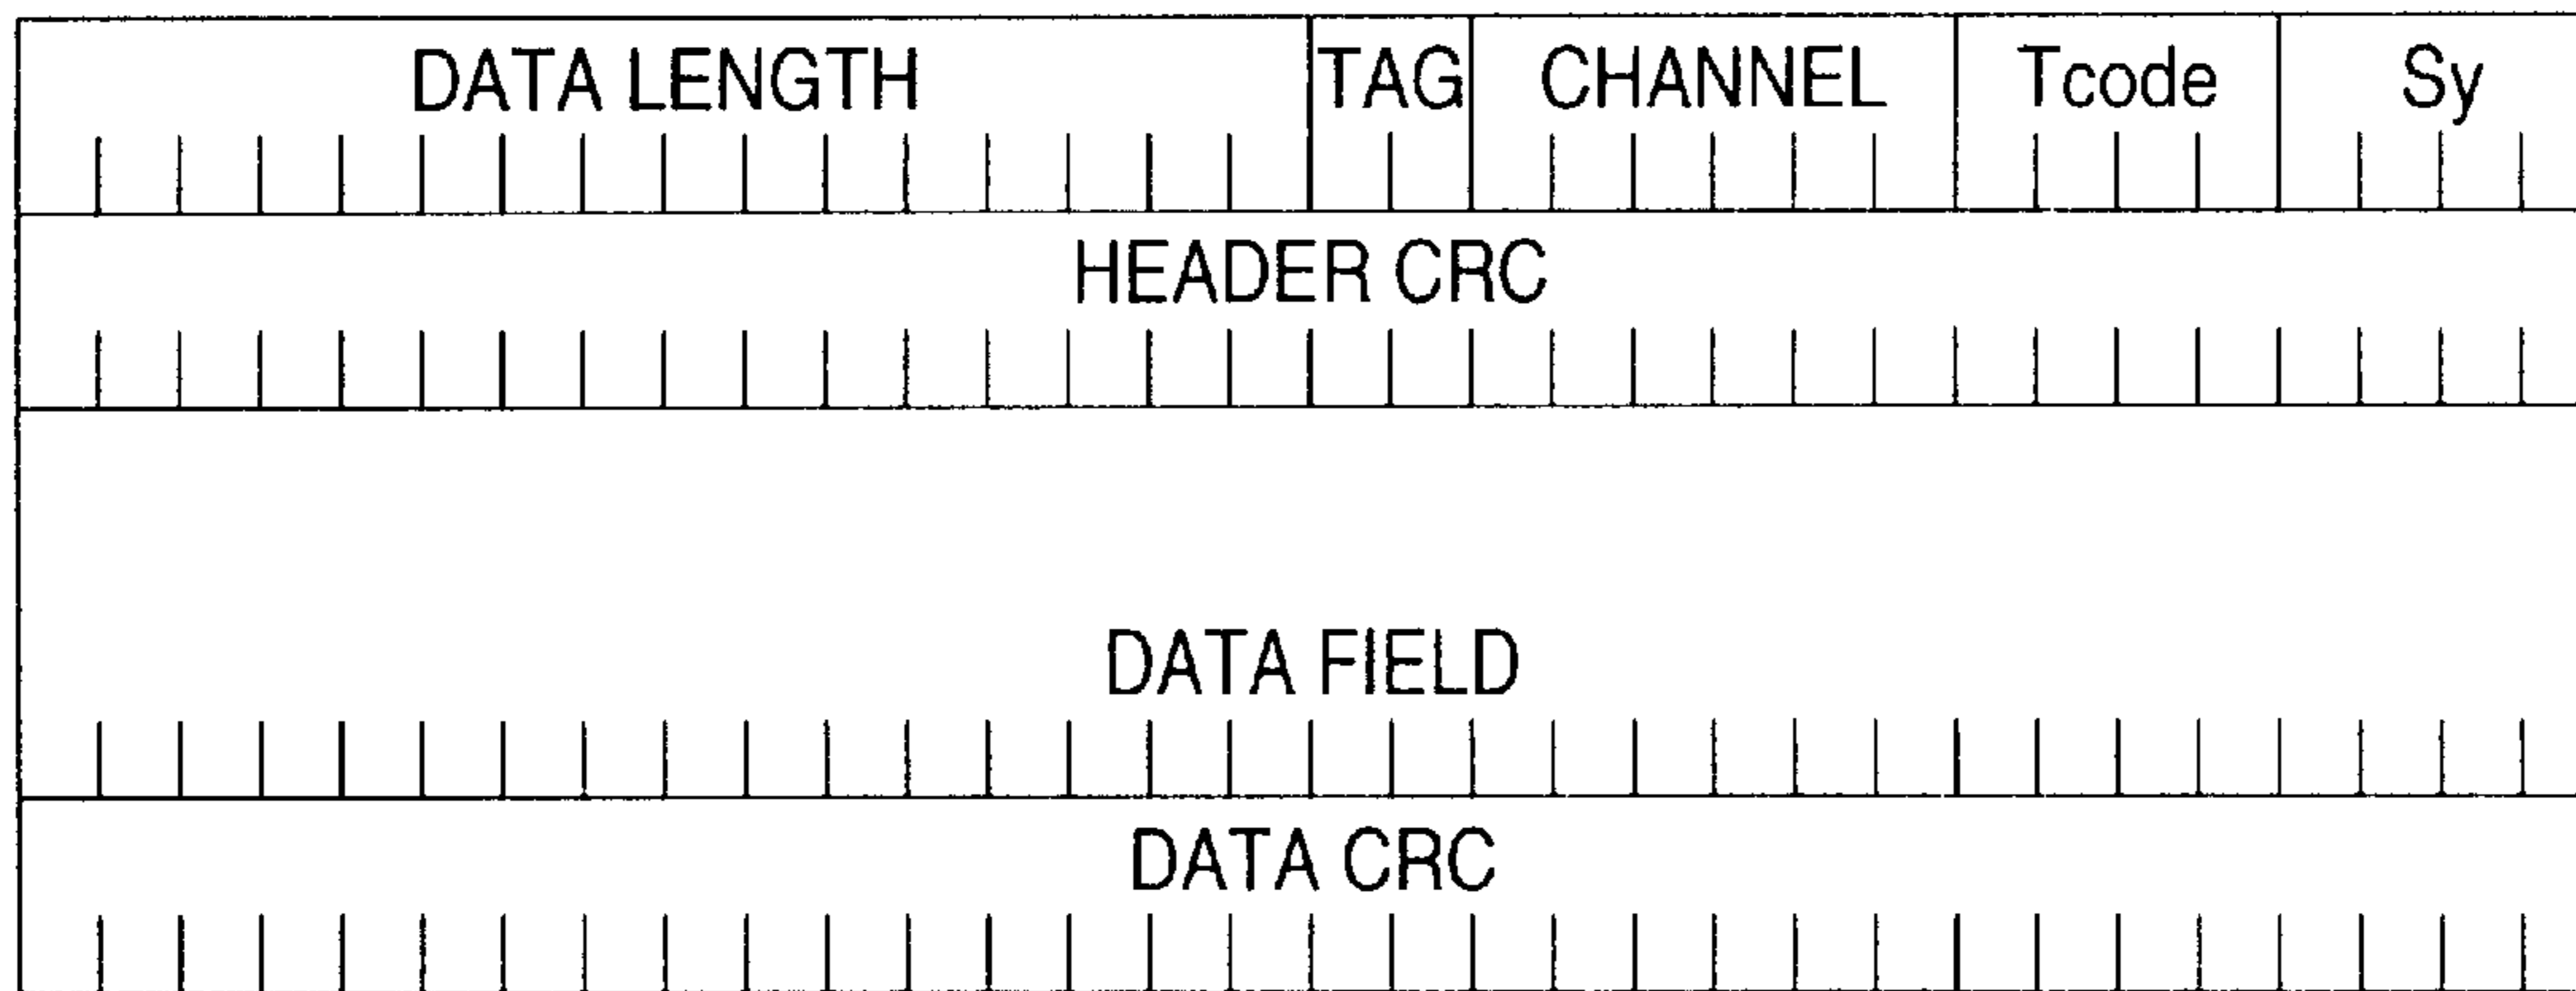 DATA LENGTH TAG CHANNEL Tcode Sy
HEADER CRC
DATA FIELD
DATA CRC